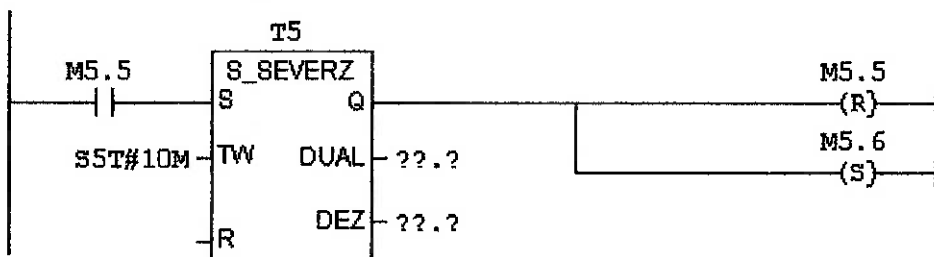 T5
M5.5 S_SEVERZ M5.5
S Q (R)
M5.6
S5T#10M TW DUAL ??.? (S)
R DEZ ??.?